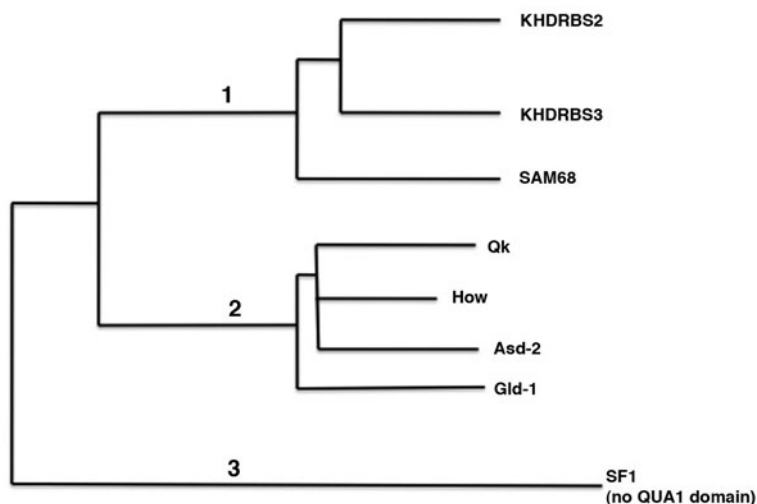 KHDRBS2
1
KHDRBS3
SAM68
Qk
How
2
Asd-2
Gld-1
3
SF1
(no QUA1 domain)